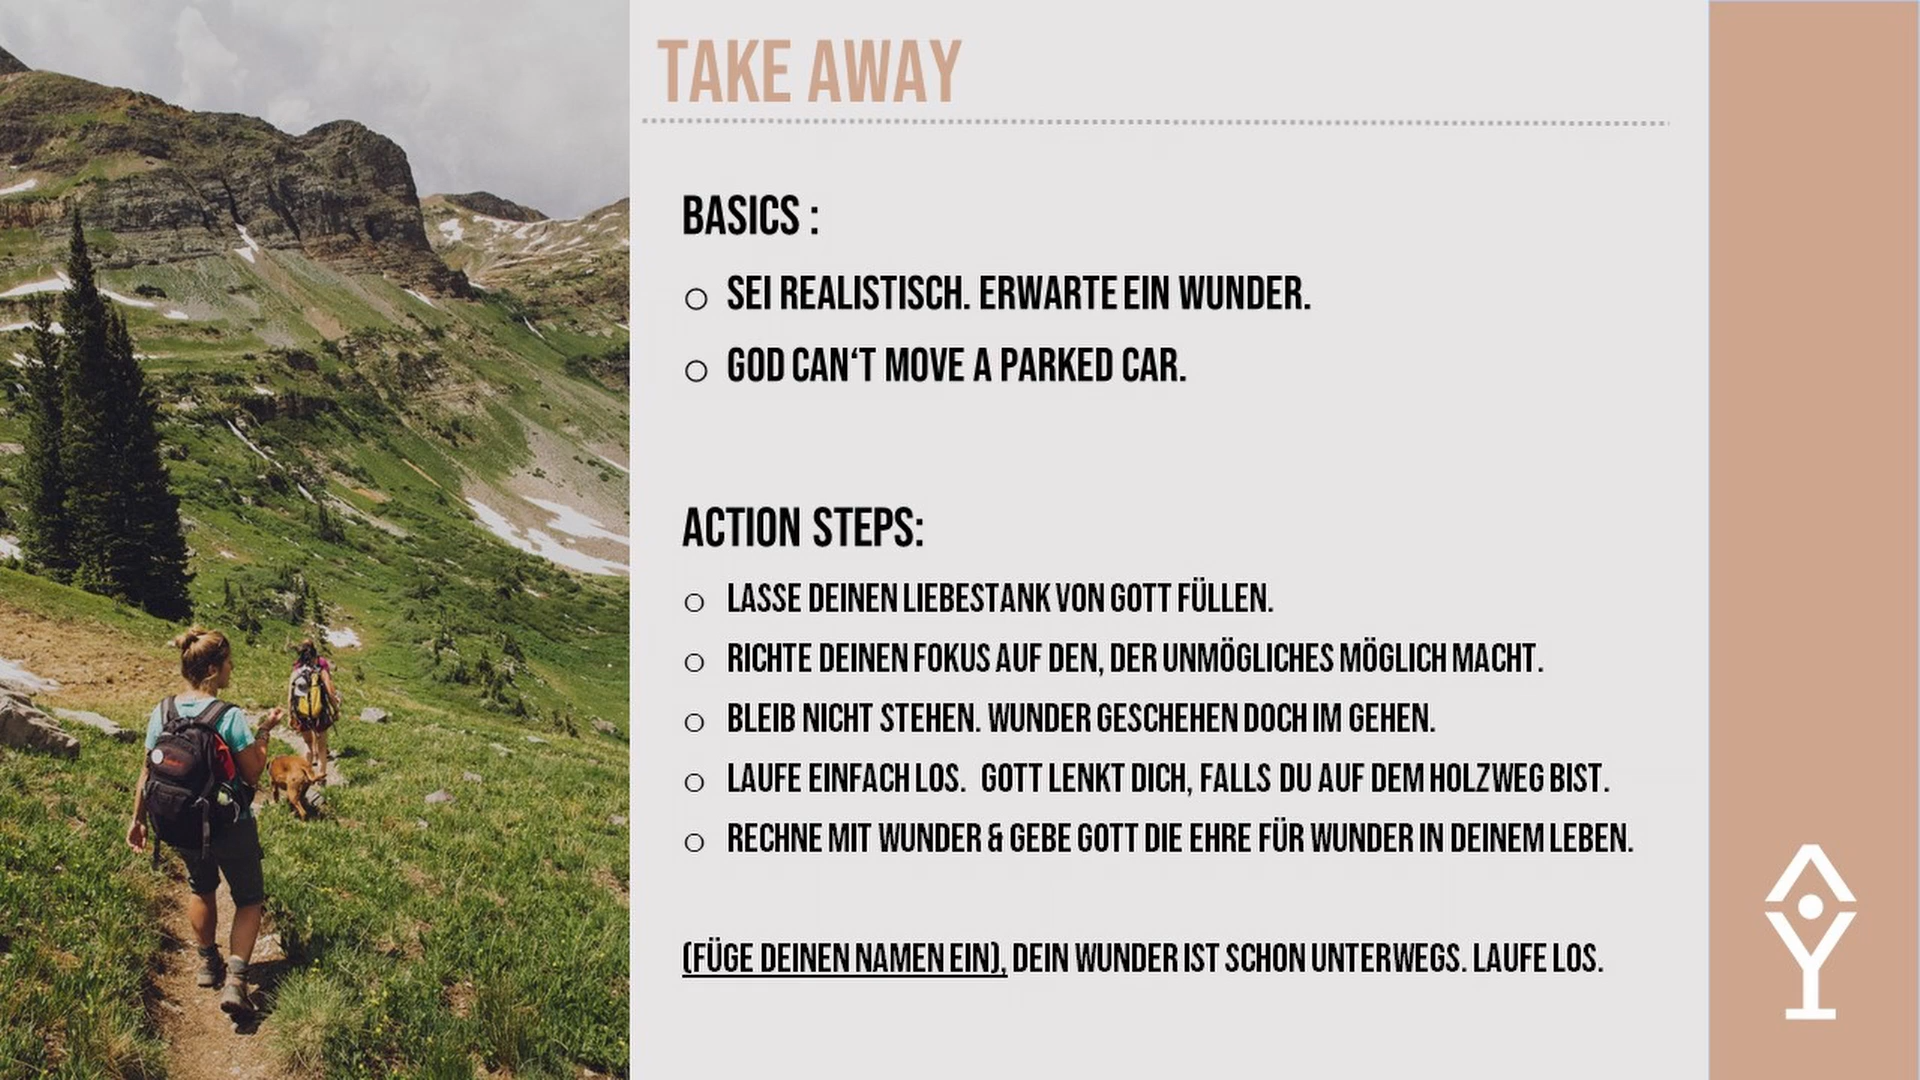 TAKE AWAY
BASICS :
○ SEI REALISTISCH. ERWARTE EIN WUNDER.
○ GOD CAN‘T MOVE A PARKED CAR.
ACTION STEPS:
○ LASSE DEINEN LIEBESTANK VON GOTT FÜLLEN.
○ RICHTE DEINEN FOKUS AUF DEN, DER UNMÖGLICHES MÖGLICH MACHT.
○ BLEIB NICHT STEHEN. WUNDER GESCHEHEN DOCH IM GEHEN.
○ LAUFE EINFACH LOS. GOTT LENKT DICH, FALLS DU AUF DEM HOLZWEG BIST.
○ RECHNE MIT WUNDER & GEBE GOTT DIE EHRE FÜR WUNDER IN DEINEM LEBEN.
(FÜGE DEINEN NAMEN EIN), DEIN WUNDER IST SCHON UNTERWEGS. LAUFE LOS.